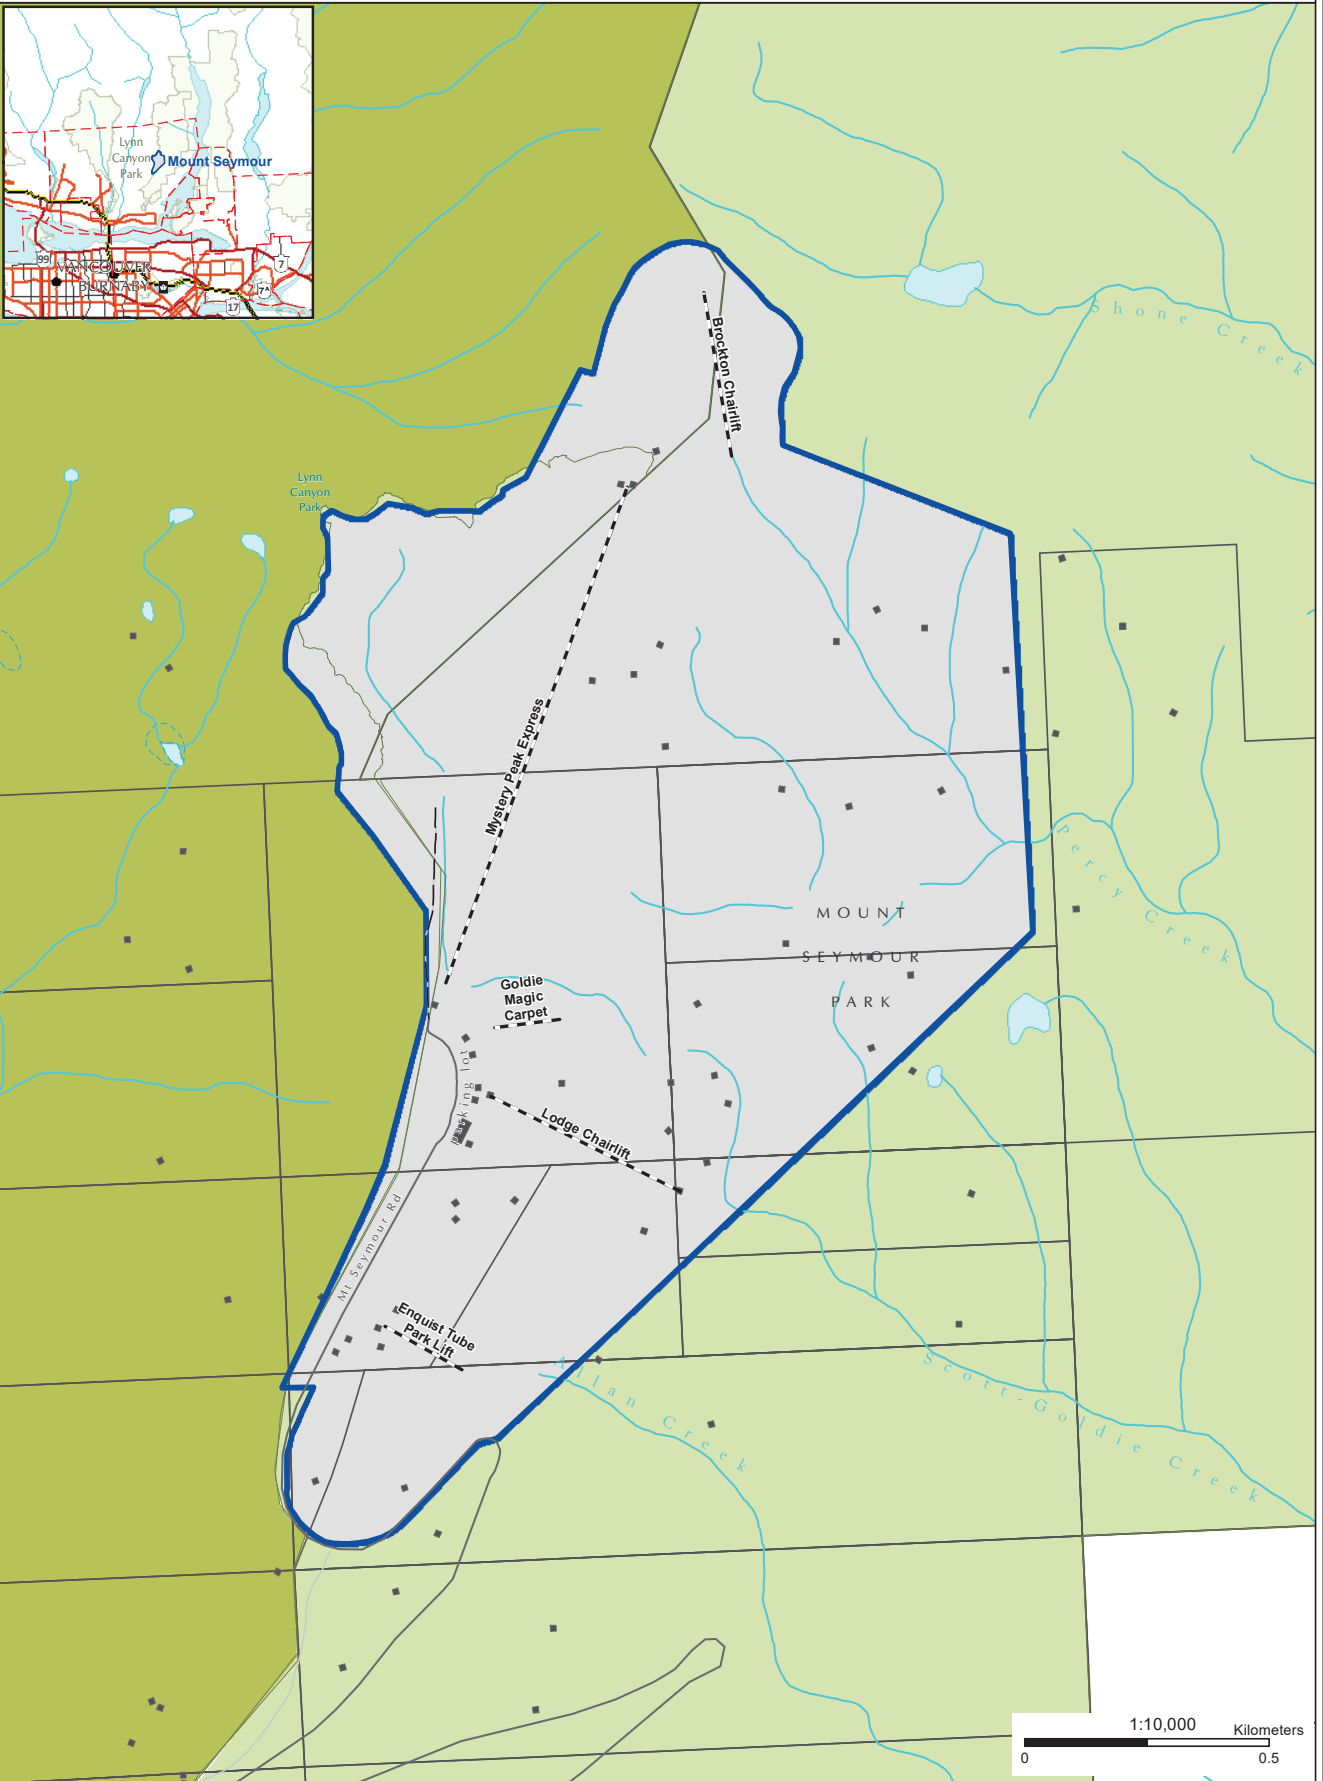 Lynn
Canyon
Park
Mount Seymour
99
VANCOUVER
BURNABY
7
7A
17
Brockton Chairlift
Shone Creek
Lynn
Canyon
Park
Mystery Peak Express
Percy Creek
MOUNT
SEYMOUR
PARK
Goldie
Magic
Carpet
parking lot
Lodge Chairlift
Mt Seymour Rd
Enquist Tube
Park Lift
Allan Creek
Scott-Goldie Creek
1:10,000
Kilometers
0
0.5